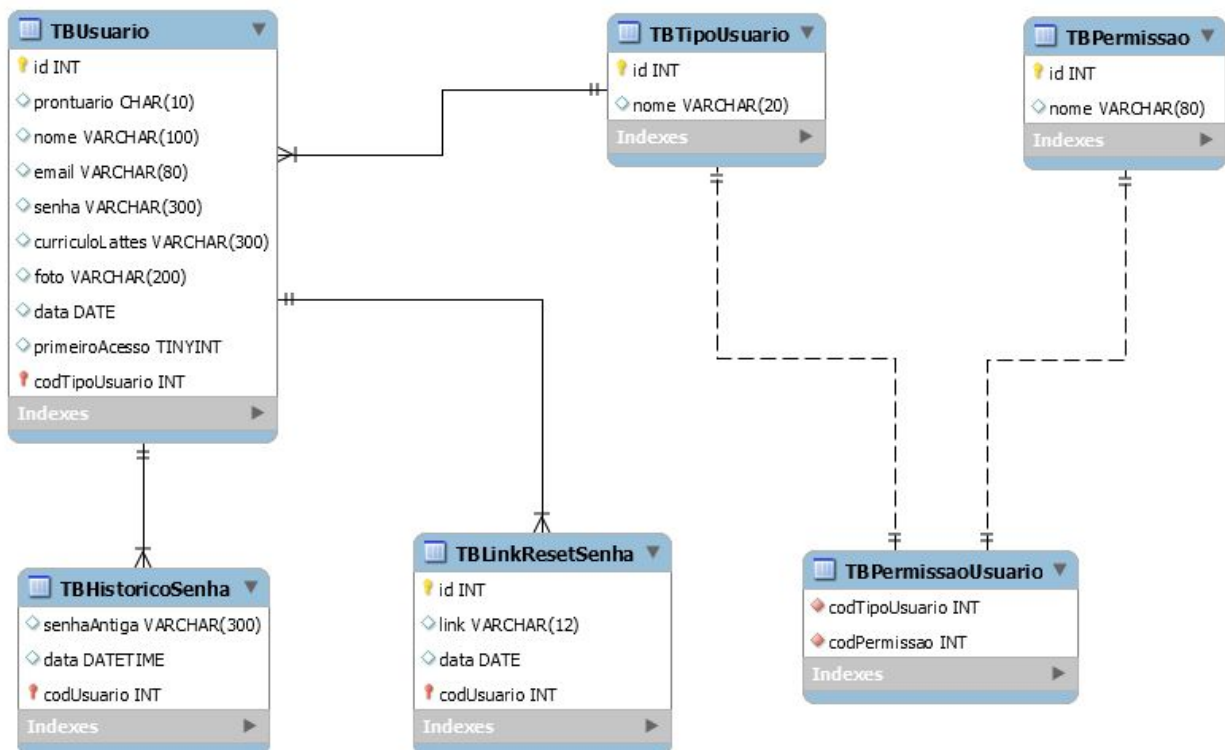 TBUsuario
id INT
prontuario CHAR(10)
nome VARCHAR(100)
email VARCHAR(80)
senha VARCHAR(300)
curriculoLattes VARCHAR(300)
foto VARCHAR(200)
data DATE
primeiroAcesso TINYINT
codTipoUsuario INT
Indexes
TBTipoUsuario
id INT
nome VARCHAR(20)
Indexes
TBPermissao
id INT
nome VARCHAR(80)
Indexes
TBHistoricoSenha
senhaAntiga VARCHAR(300)
data DATETIME
codUsuario INT
Indexes
TBLinkResetSenha
id INT
link VARCHAR(12)
data DATE
codUsuario INT
Indexes
TBPermissaoUsuario
codTipoUsuario INT
codPermissao INT
Indexes